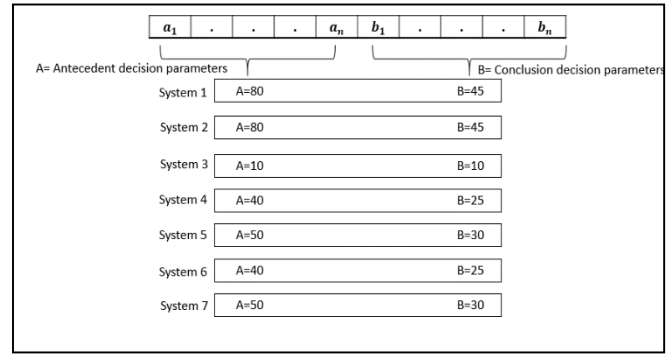 a1 . . . an b1 . . . bn
A= Antecedent decision parameters B= Conclusion decision parameters
System 1 A=80 B=45
System 2 A=80 B=45
System 3 A=10 B=10
System 4 A=40 B=25
System 5 A=50 B=30
System 6 A=40 B=25
System 7 A=50 B=30